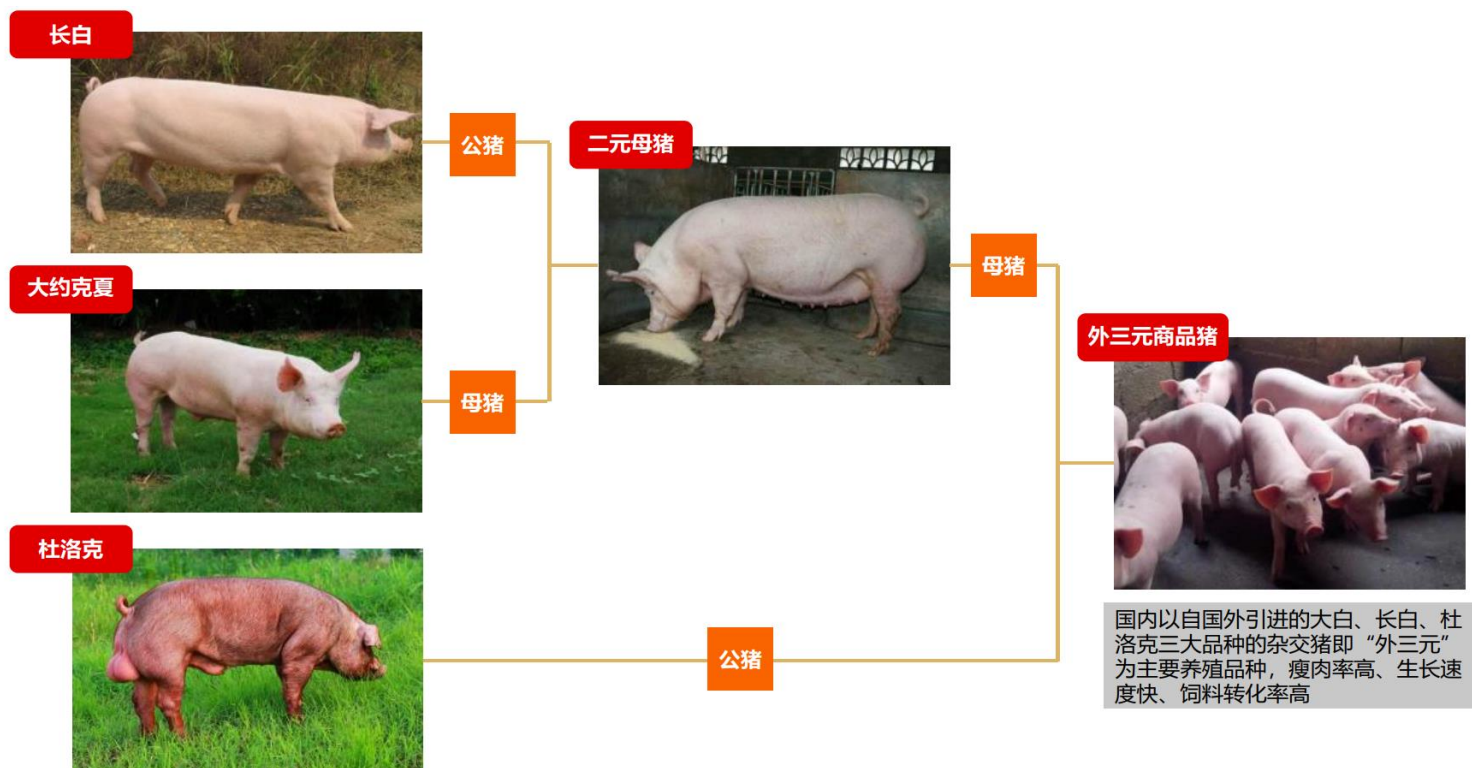 长白
公猪
二元母猪
大约克夏
母猪
母猪
外三元商品猪
杜洛克
公猪
国内以自国外引进的大白、长白、杜
洛克三大品种的杂交猪即“外三元”
为主要养殖品种，瘦肉率高、生长速
度快、饲料转化率高